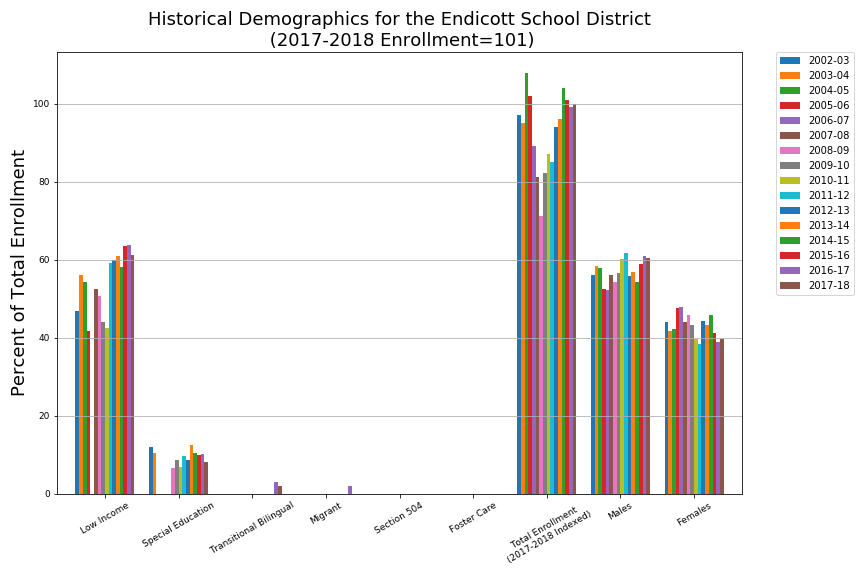 Historical Demographics for the Endicott School District
(2017-2018 Enrollment=101)
Percent of Total Enrollment
100
80
60
40
20
0
Low Income
Special Education
Transitional Bilingual
Migrant
Section 504
Foster Care
Total Enrollment
(2017-2018 Indexed)
Males
Females
2002-03
2003-04
2004-05
2005-06
2006-07
2007-08
2008-09
2009-10
2010-11
2011-12
2012-13
2013-14
2014-15
2015-16
2016-17
2017-18